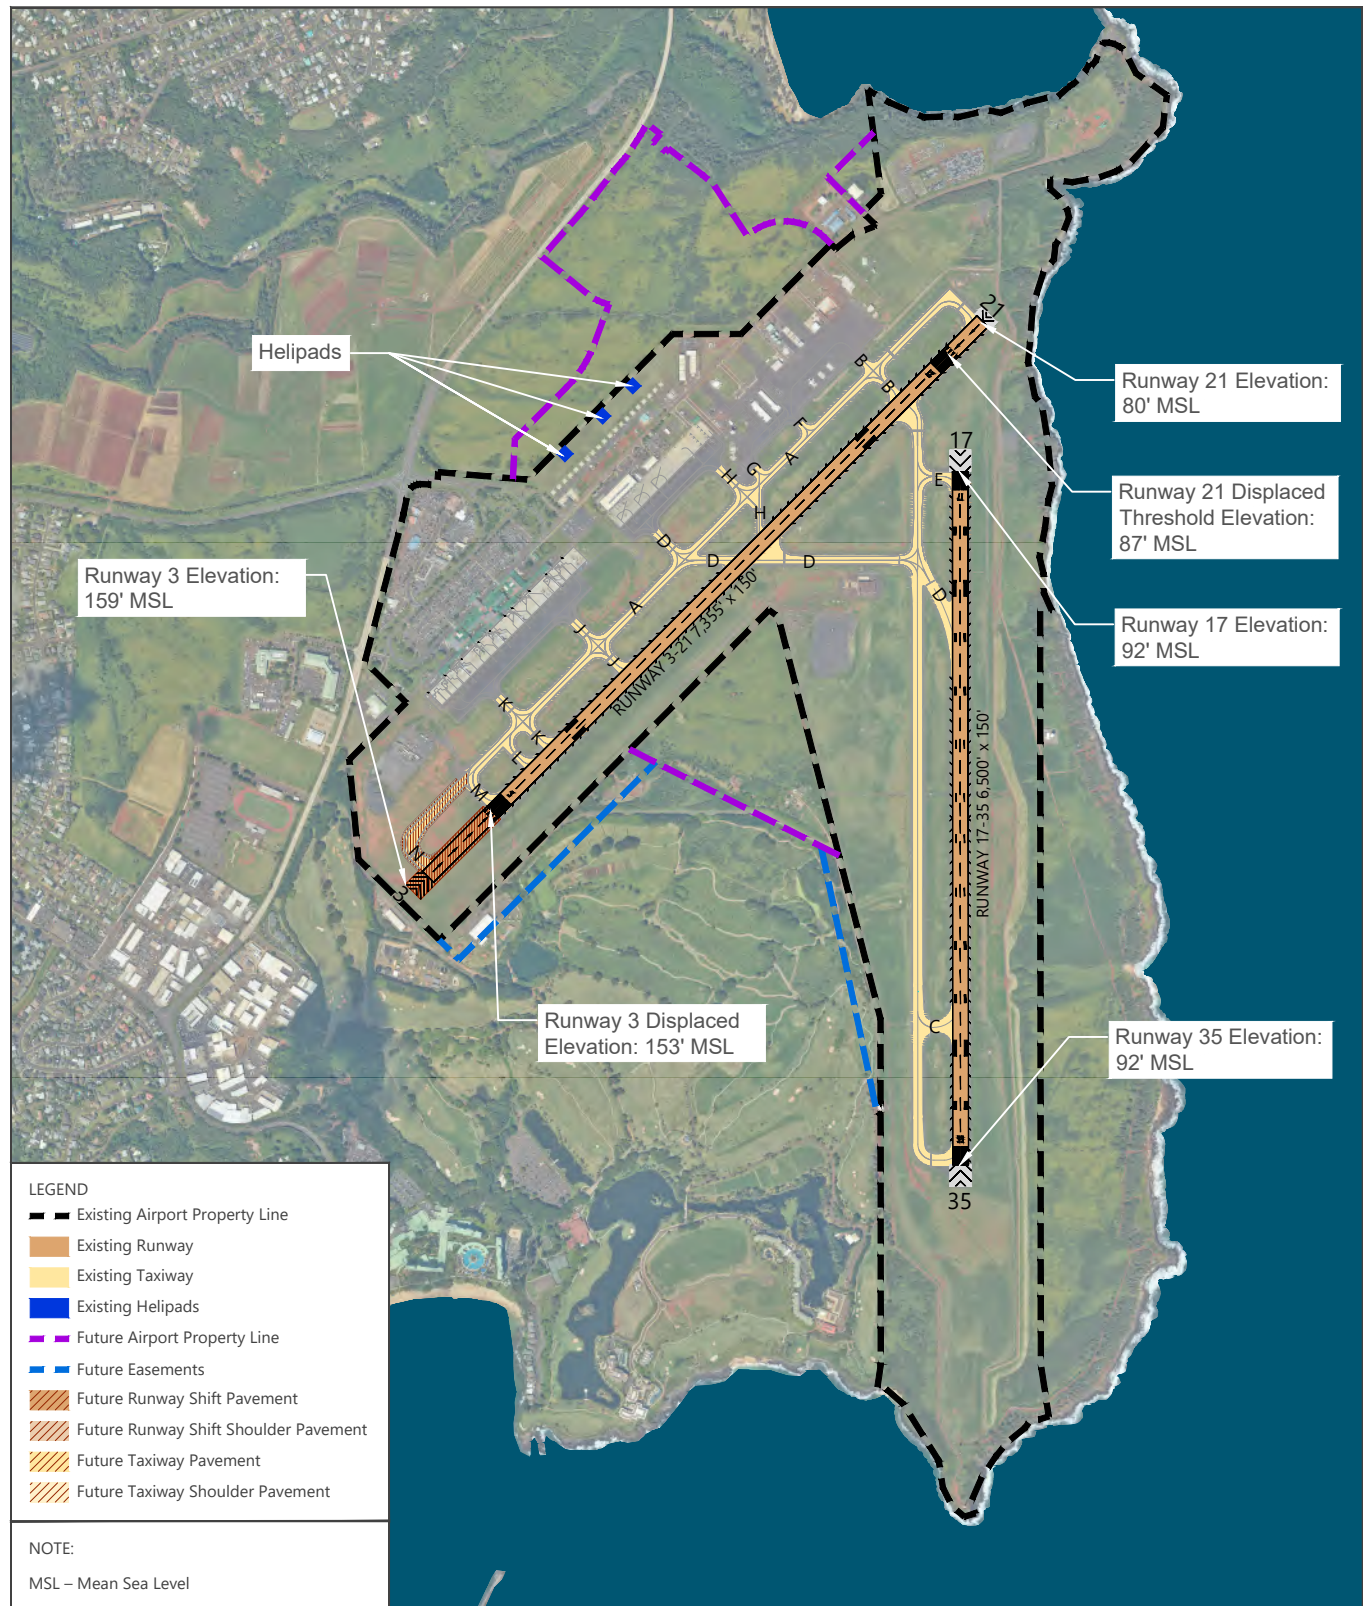 21
Helipads
B
B
Runway 21 Elevation:
80' MSL
F
17
A
G
H
E
Runway 21 Displaced
Threshold Elevation:
87' MSL
H
D
D
D
Runway 3 Elevation:
159' MSL
D
A
Runway 17 Elevation:
92' MSL
J
J
RUNWAY 3-21 7,355' x 150'
K
K
L
M
RUNWAY 17-35 6,500' x 150'
N
3
Runway 3 Displaced
Elevation: 153' MSL
C
Runway 35 Elevation:
92' MSL
35
LEGEND
Existing Airport Property Line
Existing Runway
Existing Taxiway
Existing Helipads
Future Airport Property Line
Future Easements
Future Runway Shift Pavement
Future Runway Shift Shoulder Pavement
Future Taxiway Pavement
Future Taxiway Shoulder Pavement
NOTE:
MSL – Mean Sea Level